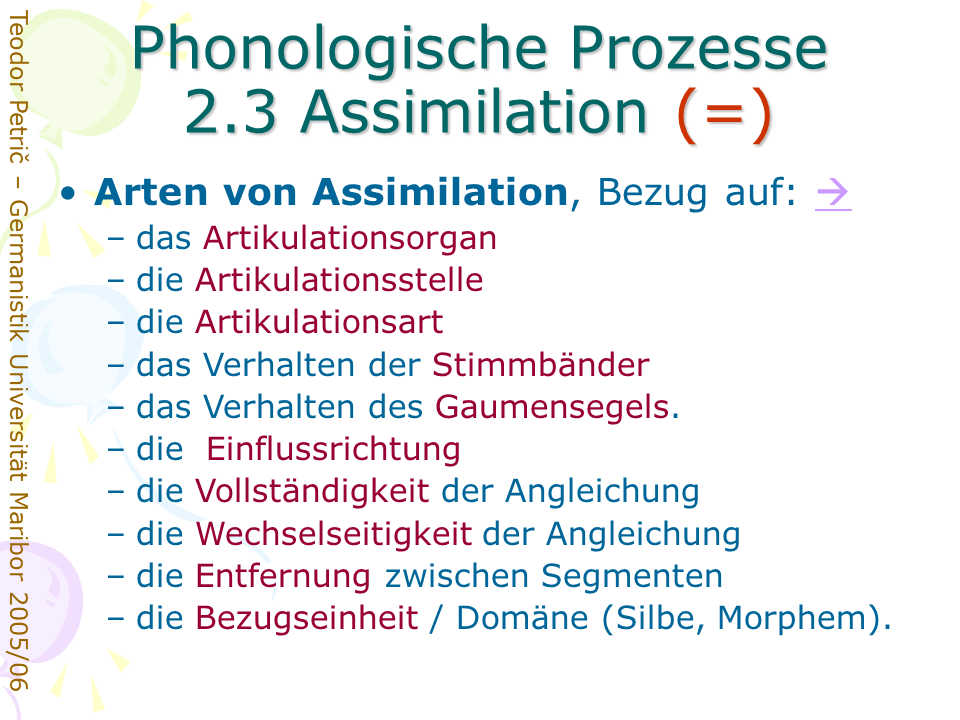 Phonologische Prozesse
2.3 Assimilation (=)
• Arten von Assimilation, Bezug auf: →
– das Artikulationsorgan
– die Artikulationsstelle
– die Artikulationsart
– das Verhalten der Stimmbänder
– das Verhalten des Gaumensegels.
– die  Einflussrichtung
– die Vollständigkeit der Angleichung
– die Wechselseitigkeit der Angleichung
– die Entfernung zwischen Segmenten
– die Bezugseinheit / Domäne (Silbe, Morphem).
Teodor Petrič – Germanistik Universität Maribor 2005/06